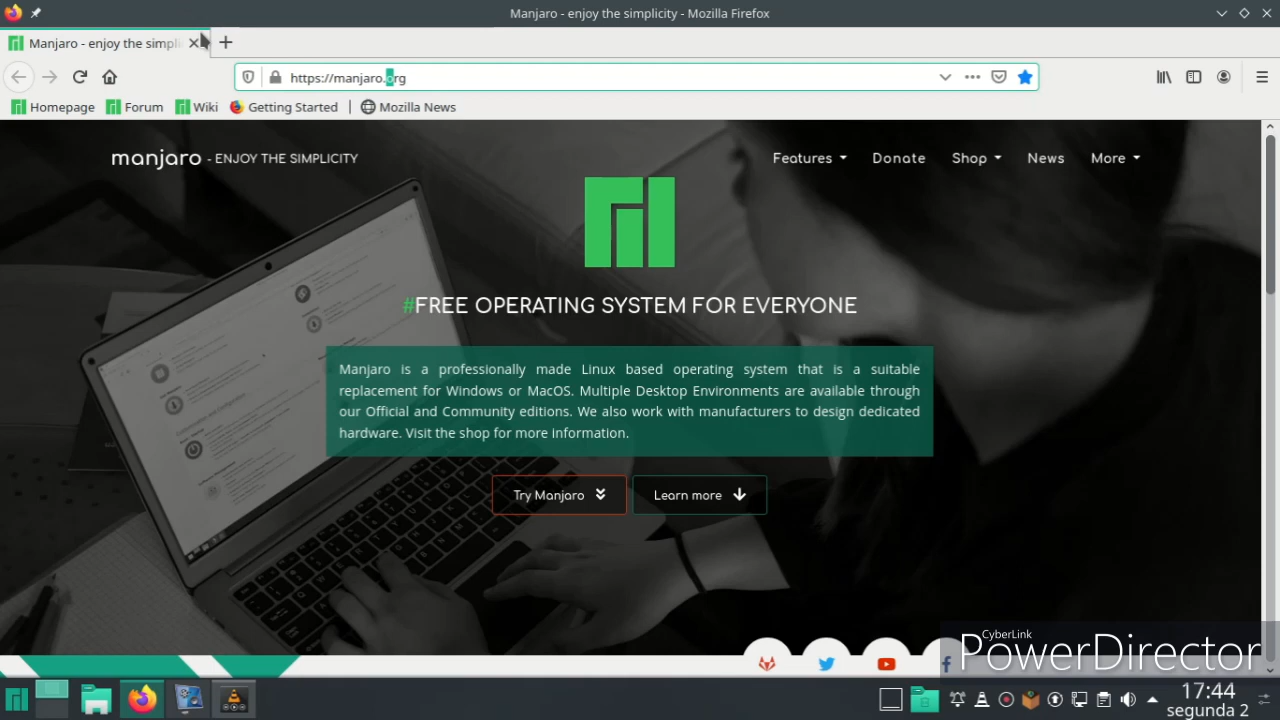 Manjaro - enjoy the simplicity - Mozilla Firefox
Manjaro - enjoy the simpli
https://manjaro.org
Homepage Forum Wiki Getting Started Mozilla News
manjaro - ENJOY THE SIMPLICITY Features Donate Shop News More
#FREE OPERATING SYSTEM FOR EVERYONE
Manjaro is a professionally made Linux based operating system that is a suitable
replacement for Windows or MacOS. Multiple Desktop Environments are available through
our Official and Community editions. We also work with manufacturers to design dedicated
hardware. Visit the shop for more information.
Try Manjaro Learn more
CyberLink
PowerDirector
17:44
segunda 2